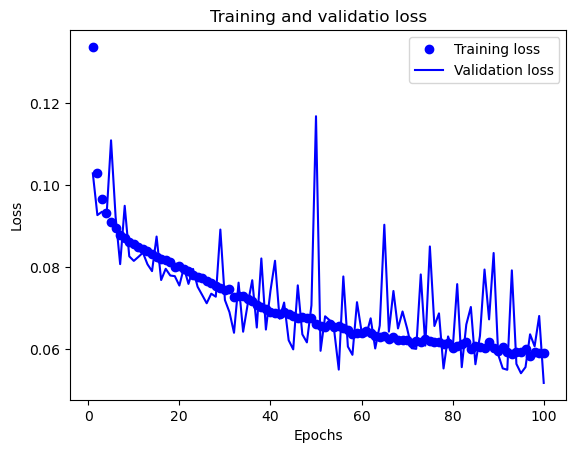 Training and validatio loss
Training loss
Validation loss
0.12
0.10
0.08
0.06
Loss
0
20
40
60
80
100
Epochs